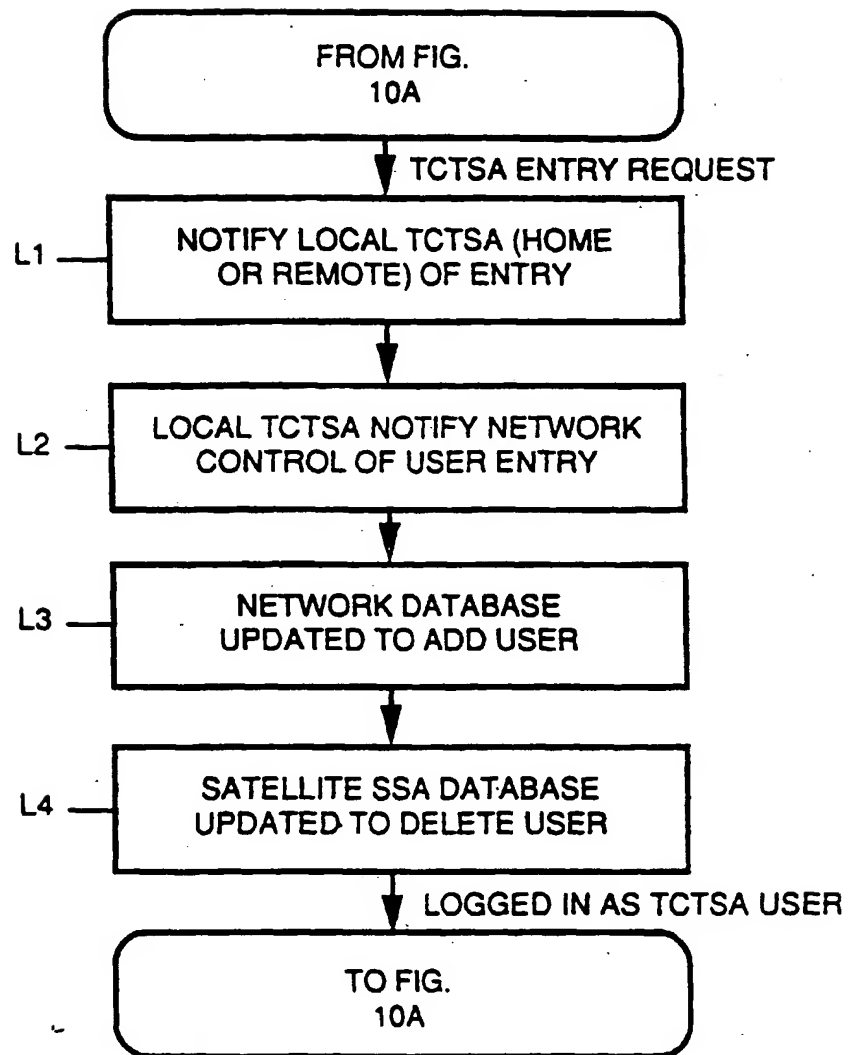 FROM FIG.
10A
TCTSA ENTRY REQUEST
L1
NOTIFY LOCAL TCTSA (HOME
OR REMOTE) OF ENTRY
L2
LOCAL TCTSA NOTIFY NETWORK
CONTROL OF USER ENTRY
L3
NETWORK DATABASE
UPDATED TO ADD USER
L4
SATELLITE SSA DATABASE
UPDATED TO DELETE USER
LOGGED IN AS TCTSA USER
TO FIG.
10A